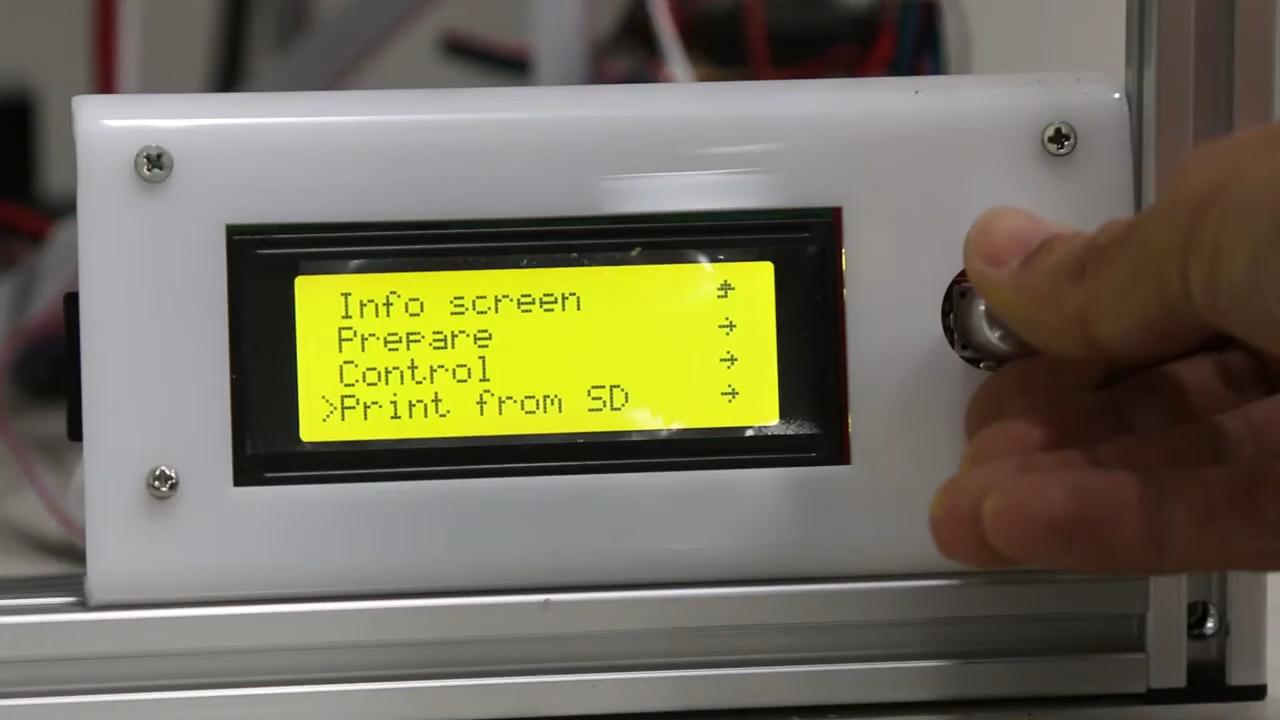 Info screen
Prepare →
Control →
>Print from SD →